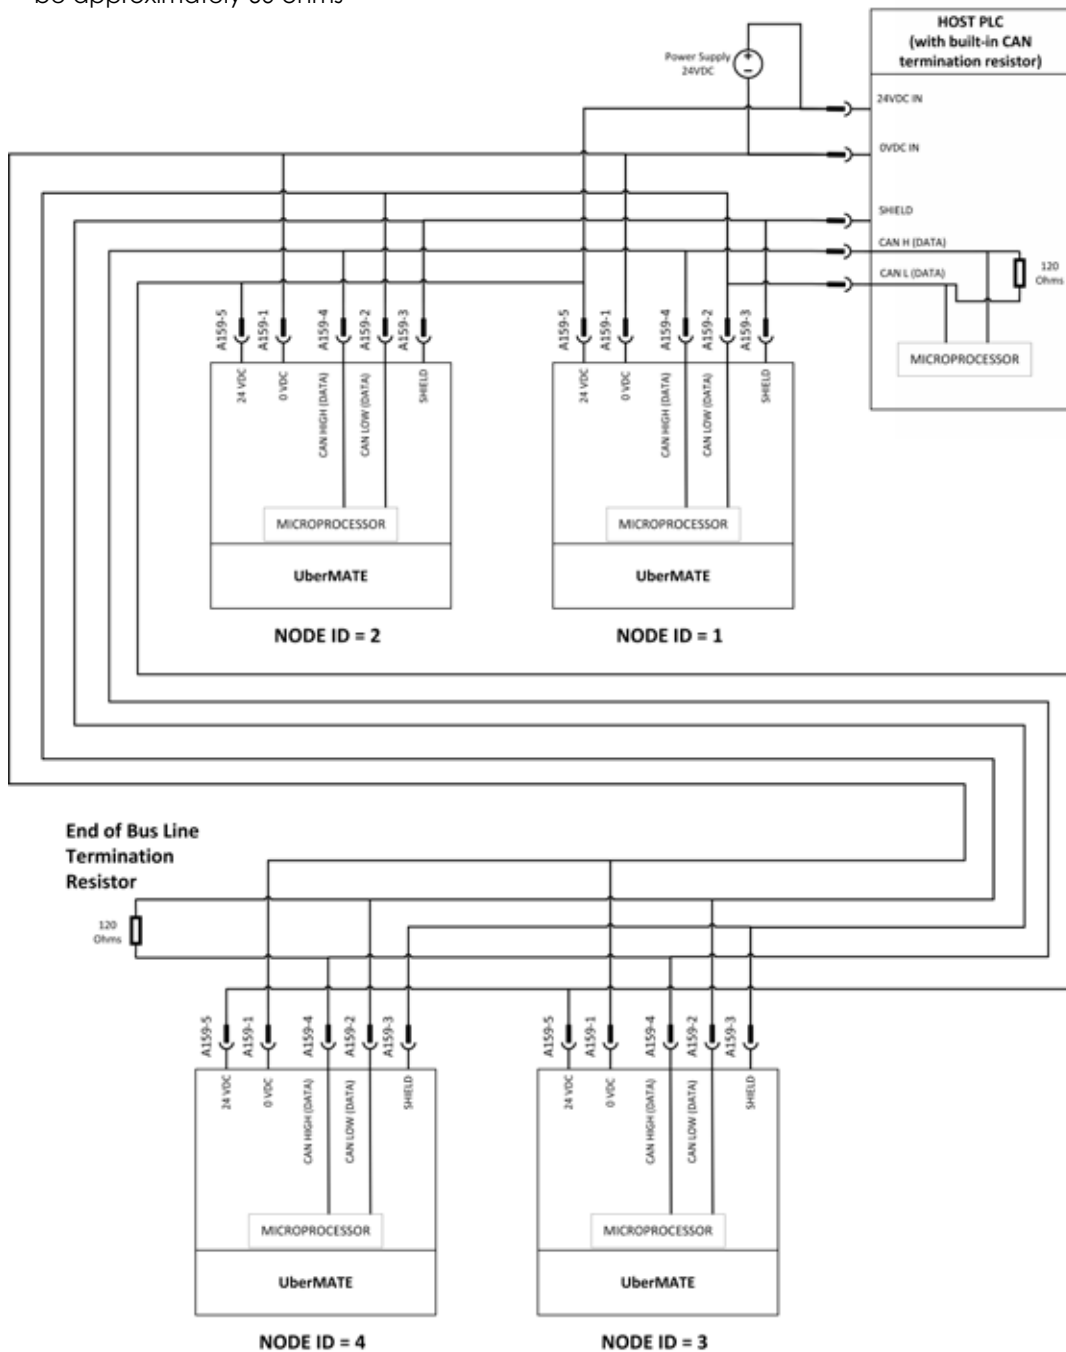 HOST PLC
(with built-in CAN
termination resistor)
Power Supply
24VDC
24VDC IN
0VDC IN
SHIELD
CAN H (DATA)
CAN L (DATA)
120
Ohms
MICROPROCESSOR
A159-5
A159-1
A159-4
A159-2
A159-3
24 VDC
0 VDC
CAN HIGH (DATA)
CAN LOW (DATA)
SHIELD
MICROPROCESSOR
UberMATE
NODE ID = 2
A159-5
A159-1
A159-4
A159-2
A159-3
24 VDC
0 VDC
CAN HIGH (DATA)
CAN LOW (DATA)
SHIELD
MICROPROCESSOR
UberMATE
NODE ID = 1
End of Bus Line
Termination
Resistor
120
Ohms
A159-5
A159-1
A159-4
A159-2
A159-3
24 VDC
0 VDC
CAN HIGH (DATA)
CAN LOW (DATA)
SHIELD
MICROPROCESSOR
UberMATE
NODE ID = 4
A159-5
A159-1
A159-4
A159-2
A159-3
24 VDC
0 VDC
CAN HIGH (DATA)
CAN LOW (DATA)
SHIELD
MICROPROCESSOR
UberMATE
NODE ID = 3